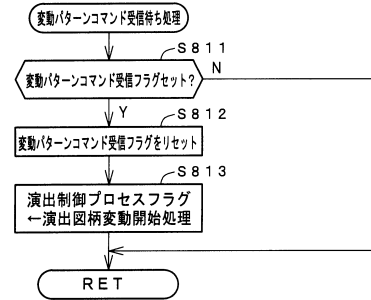 変動パターンコマンド受信待ち処理
S811
変動パターンコマンド受信フラグセット?
N
Y
S812
変動パターンコマンド受信フラグをリセット
S813
演出制御プロセスフラグ
←演出図柄変動開始処理
RET